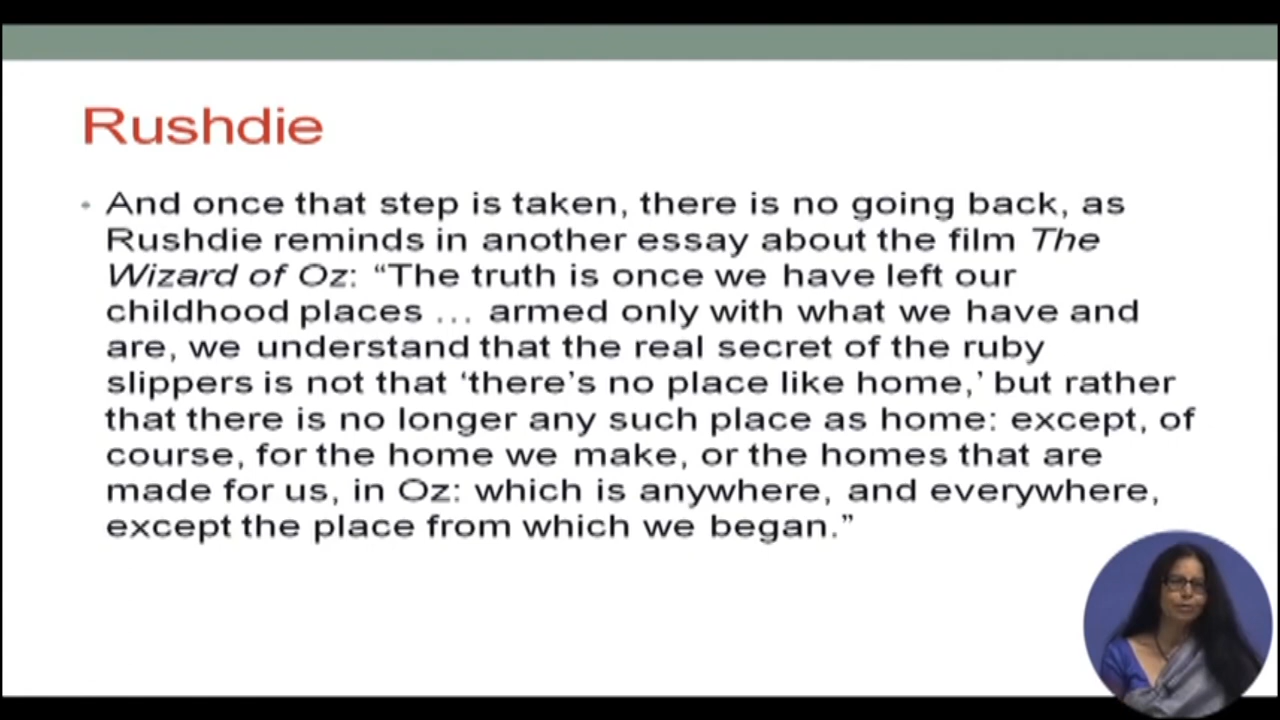 Rushdie
• And once that step is taken, there is no going back, as
Rushdie reminds in another essay about the film The
Wizard of Oz: “The truth is once we have left our
childhood places … armed only with what we have and
are, we understand that the real secret of the ruby
slippers is not that ‘there’s no place like home,’ but rather
that there is no longer any such place as home: except, of
course, for the home we make, or the homes that are
made for us, in Oz: which is anywhere, and everywhere,
except the place from which we began.”